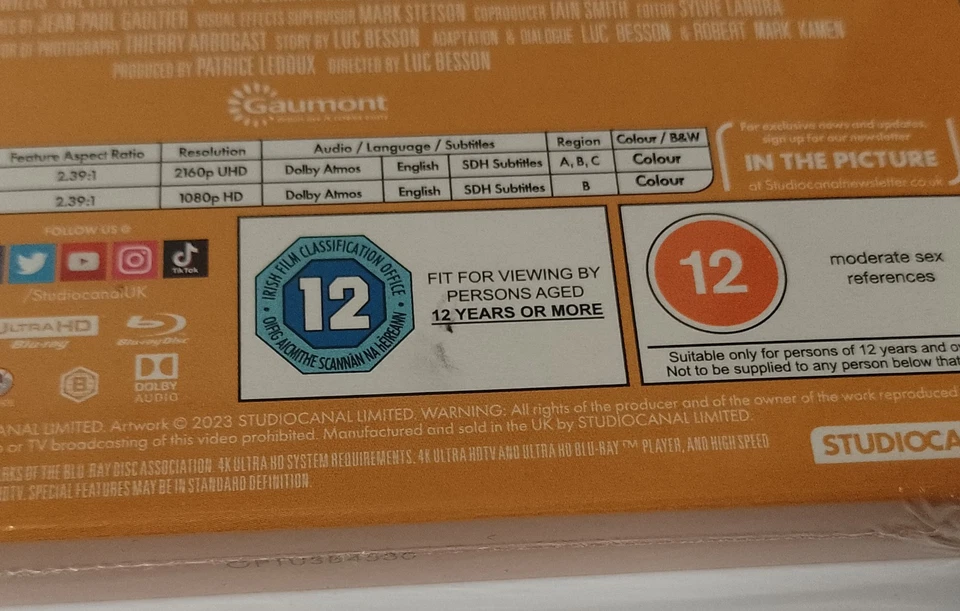 BY JEAN-PAUL GAULTIER VISUAL EFFECTS SUPERVISOR MARK STETSON COPRODUCER IAIN SMITH EDITOR SYLVIE LANDRA
OF PHOTOGRAPHY THIERRY ARBOGAST STORY BY LUC BESSON ADAPTATION & DIALOGUE LUC BESSON & ROBERT MARK KAMEN
PRODUCED BY PATRICE LEDOUX DIRECTED BY LUC BESSON
Gaumont
Feature Aspect Ratio Resolution Audio / Language / Subtitles Region Colour / B&W
2.39:1 2160p UHD Dolby Atmos English SDH Subtitles A, B, C Colour
2.39:1 1080p HD Dolby Atmos English SDH Subtitles B Colour
For exclusive news and updates,
sign up for our newsletter
IN THE PICTURE
at Studiocanalnewsletter.co.uk
FOLLOW US @
TikTok
/StudiocanalUK
ULTRA HD
Blu-ray
Blu-ray Disc
B
DOLBY
AUDIO
IRISH FILM CLASSIFICATION OFFICE
12
OIFIG AICMITHE SCANNÁN NA hÉIREANN
FIT FOR VIEWING BY
PERSONS AGED
12 YEARS OR MORE
12
moderate sex
references
Suitable only for persons of 12 years and
Not to be supplied to any person below that
LIMITED. Artwork © 2023 STUDIOCANAL LIMITED. WARNING: All rights of the producer and of the owner of the work reproduced
or TV broadcasting of this video prohibited. Manufactured and sold in the UK by STUDIOCANAL LIMITED.
OF THE BLU-RAY DISC ASSOCIATION. 4K ULTRA HD SYSTEM REQUIREMENTS. 4K ULTRA HDTV AND ULTRA HD BLU-RAY™ PLAYER, AND HIGH SPEED
SPECIAL FEATURES MAY BE IN STANDARD DEFINITION.
STUDIOCA